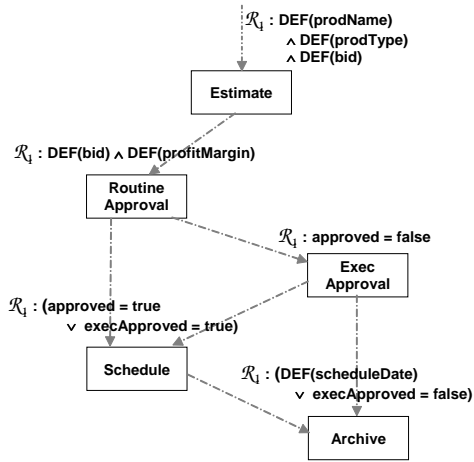 ℛ₁ : DEF(prodName)
∧ DEF(prodType)
∧ DEF(bid)
Estimate
ℛ₁ : DEF(bid) ∧ DEF(profitMargin)
Routine
Approval
ℛ₁ : approved = false
Exec
Approval
ℛ₁ : (approved = true
∨ execApproved = true)
Schedule
ℛ₁ : (DEF(scheduleDate)
∨ execApproved = false)
Archive